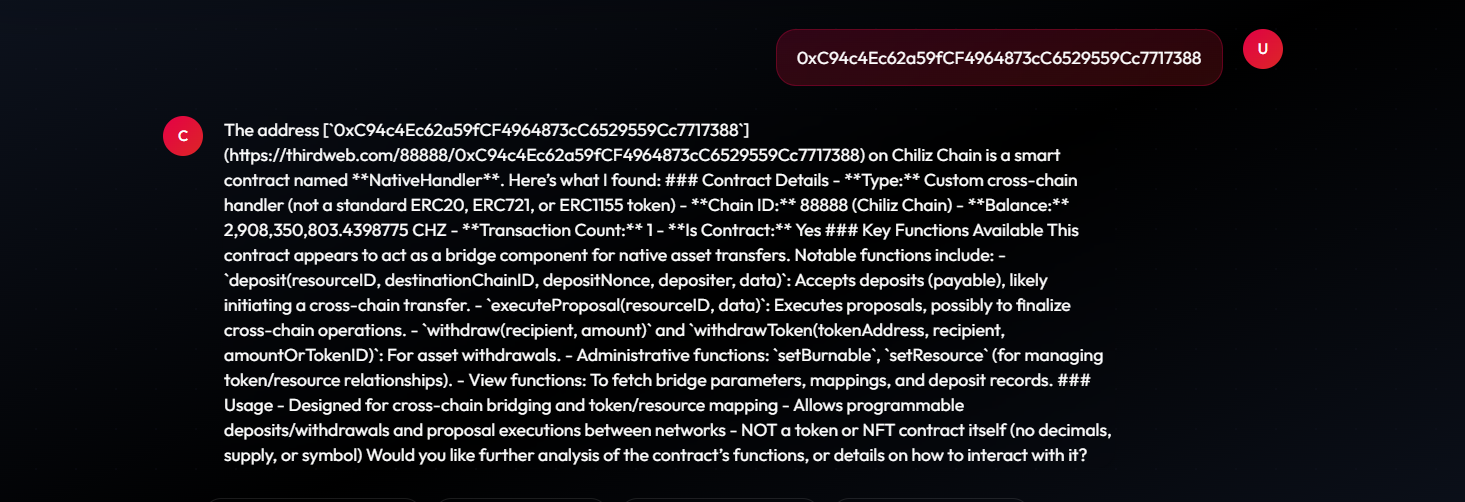 0xC94c4Ec62a59fCF4964873cC6529559Cc7717388
U
C
The address [`0xC94c4Ec62a59fCF4964873cC6529559Cc7717388`]
(https://thirdweb.com/88888/0xC94c4Ec62a59fCF4964873cC6529559Cc7717388) on Chiliz Chain is a smart
contract named **NativeHandler**. Here’s what I found: ### Contract Details - **Type:** Custom cross-chain
handler (not a standard ERC20, ERC721, or ERC1155 token) - **Chain ID:** 88888 (Chiliz Chain) - **Balance:**
2,908,350,803.4398775 CHZ - **Transaction Count:** 1 - **Is Contract:** Yes ### Key Functions Available This
contract appears to act as a bridge component for native asset transfers. Notable functions include: -
`deposit(resourceID, destinationChainID, depositNonce, depositer, data)`: Accepts deposits (payable), likely
initiating a cross-chain transfer. - `executeProposal(resourceID, data)`: Executes proposals, possibly to finalize
cross-chain operations. - `withdraw(recipient, amount)` and `withdrawToken(tokenAddress, recipient,
amountOrTokenID)`: For asset withdrawals. - Administrative functions: `setBurnable`, `setResource` (for managing
token/resource relationships). - View functions: To fetch bridge parameters, mappings, and deposit records. ###
Usage - Designed for cross-chain bridging and token/resource mapping - Allows programmable
deposits/withdrawals and proposal executions between networks - NOT a token or NFT contract itself (no decimals,
supply, or symbol) Would you like further analysis of the contract’s functions, or details on how to interact with it?